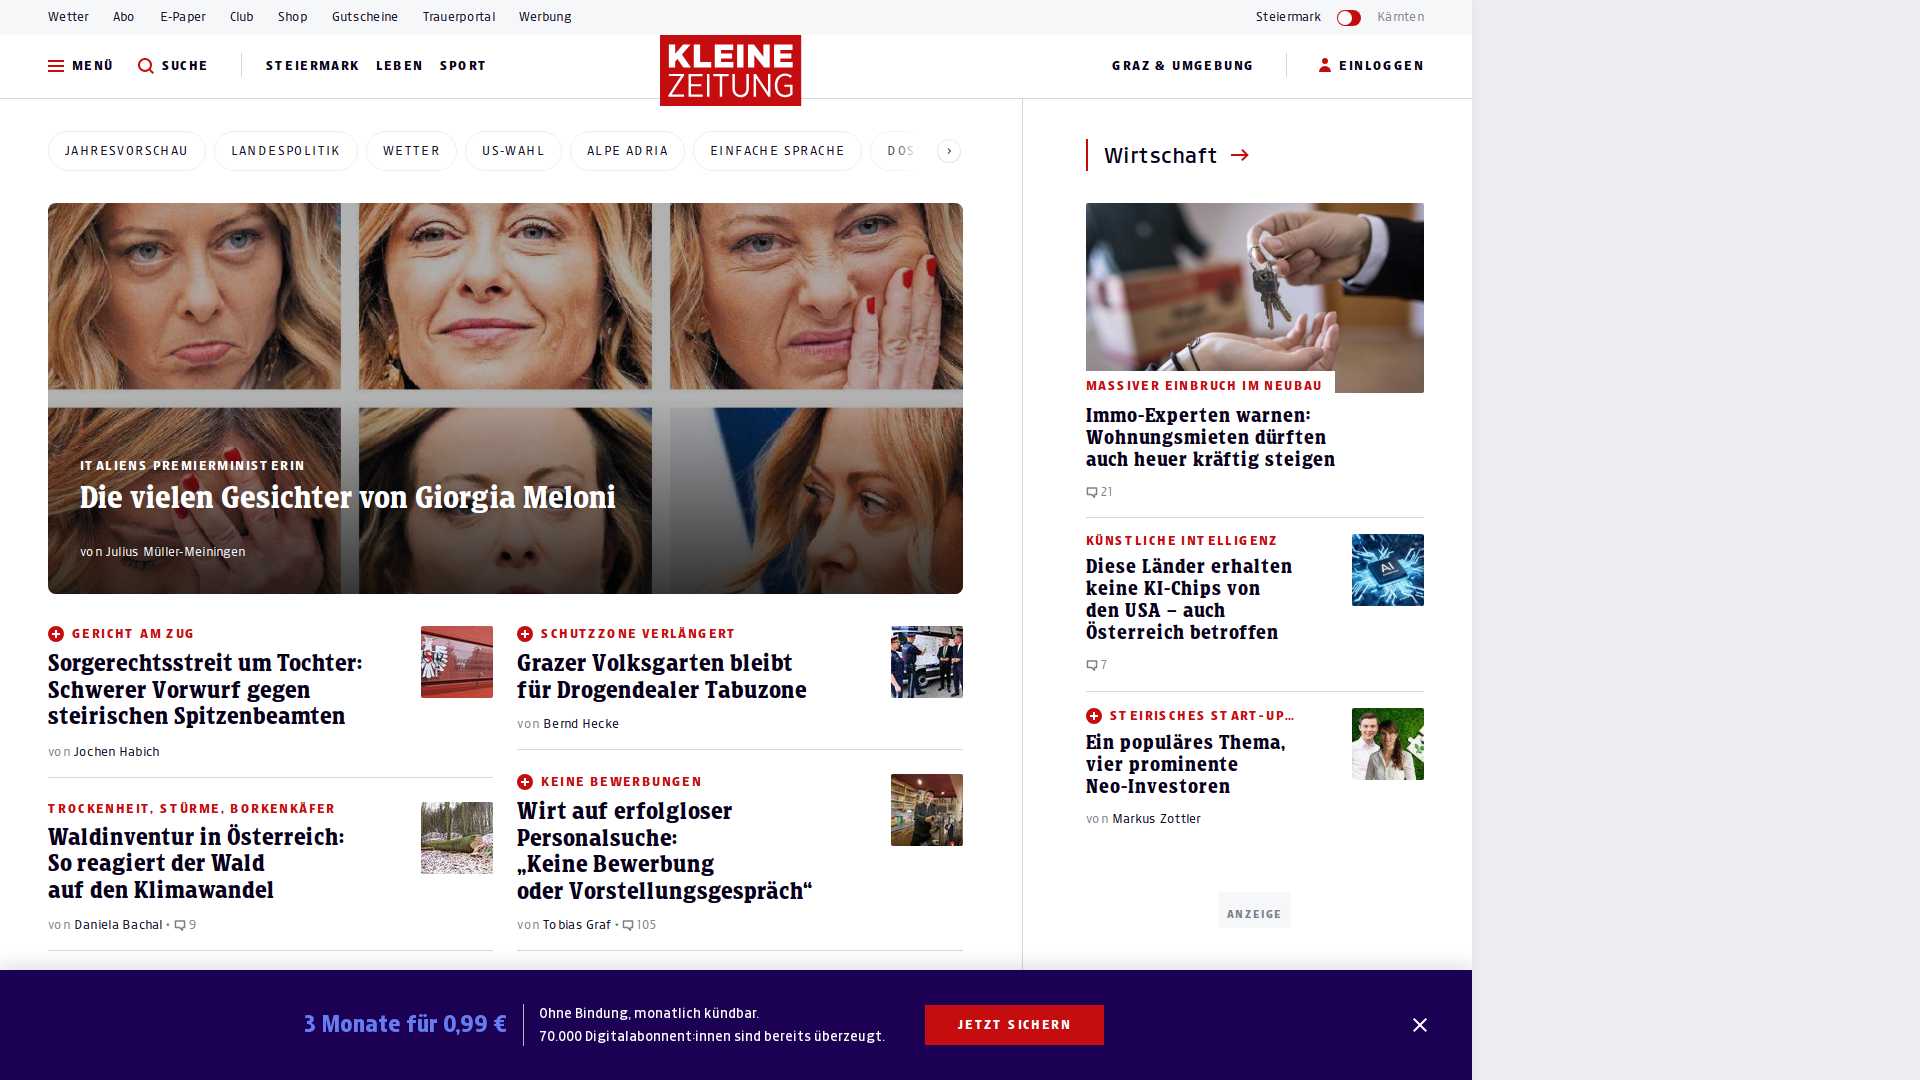 Wetter Abo E-Paper Club Shop Gutscheine Trauerportal Werbung
Steiermark Kärnten
MENÜ SUCHE STEIERMARK LEBEN SPORT
KLEINE
ZEITUNG
GRAZ & UMGEBUNG EINLOGGEN
JAHRESVORSCHAU LANDESPOLITIK WETTER US-WAHL ALPE ADRIA EINFACHE SPRACHE DOS
ITALIENS PREMIERMINISTERIN
Die vielen Gesichter von Giorgia Meloni
von Julius Müller-Meiningen
GERICHT AM ZUG
Sorgerechtsstreit um Tochter:
Schwerer Vorwurf gegen
steirischen Spitzenbeamten
von Jochen Habich
TROCKENHEIT, STÜRME, BORKENKÄFER
Waldinventur in Österreich:
So reagiert der Wald
auf den Klimawandel
von Daniela Bachal • 9
SCHUTZZONE VERLÄNGERT
Grazer Volksgarten bleibt
für Drogendealer Tabuzone
von Bernd Hecke
KEINE BEWERBUNGEN
Wirt auf erfolgloser
Personalsuche:
„Keine Bewerbung
oder Vorstellungsgespräch“
von Tobias Graf • 105
Wirtschaft
MASSIVER EINBRUCH IM NEUBAU
Immo-Experten warnen:
Wohnungsmieten dürften
auch heuer kräftig steigen
21
KÜNSTLICHE INTELLIGENZ
Diese Länder erhalten
keine KI-Chips von
den USA – auch
Österreich betroffen
AI
7
STEIRISCHES START-UP…
Ein populäres Thema,
vier prominente
Neo-Investoren
von Markus Zottler
ANZEIGE
3 Monate für 0,99 €
Ohne Bindung, monatlich kündbar.
70.000 Digitalabonnent:innen sind bereits überzeugt.
JETZT SICHERN